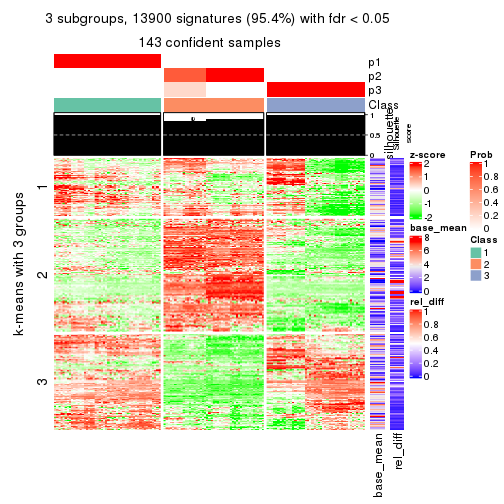 3 subgroups, 13900 signatures (95.4%) with fdr < 0.05
143 confident samples
p1
p2
p3
Class
silhouette
Silhouette
score
1
0.5
0
k-means with 3 groups
1
2
3
base_mean
rel_diff
z-score
2
1
0
-1
-2
base_mean
8
6
4
2
0
rel_diff
1
0.8
0.6
0.4
0.2
0
Prob
1
0.8
0.6
0.4
0.2
0
Class
1
2
3